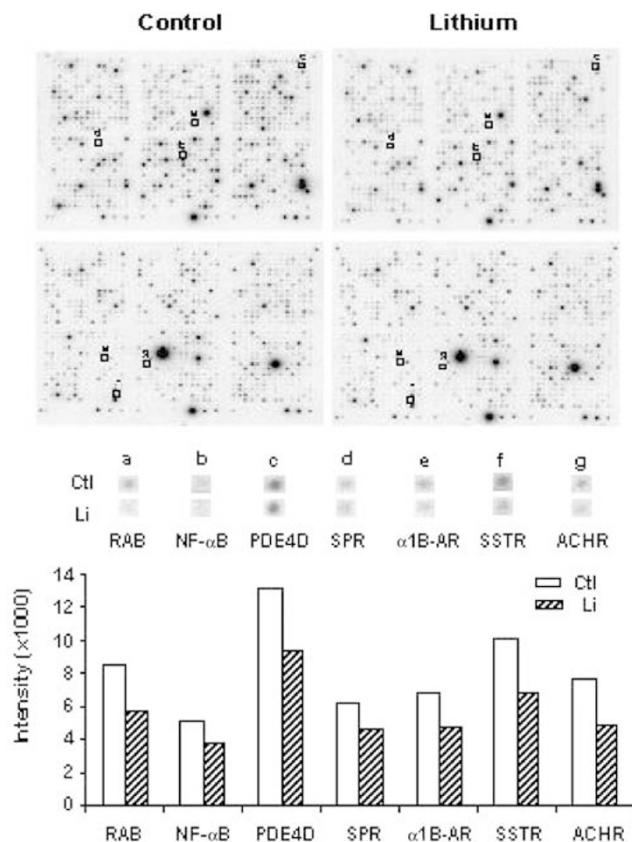 Control Lithium
a b c d e f g
Ctl
Li
RAB NF-αB PDE4D SPR α1B-AR SSTR ACHR
14
12
10
8
6
4
2
0
Intensity (x1000)
Ctl
Li
RAB NF-αB PDE4D SPR α1B-AR SSTR ACHR